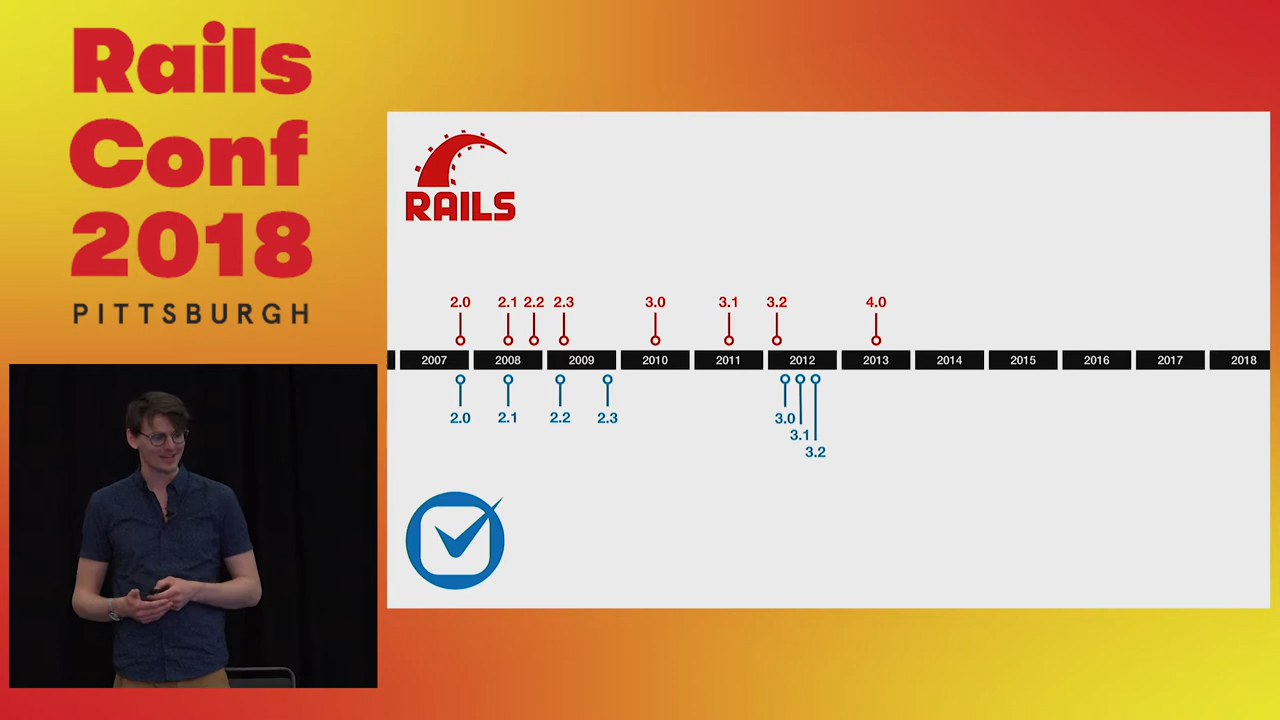 Rails
Conf
2018
PITTSBURGH
RAILS
2.0 2.1 2.2 2.3 3.0 3.1 3.2 4.0
2007 2008 2009 2010 2011 2012 2013 2014 2015 2016 2017 2018
2.0 2.1 2.2 2.3 3.0
3.1
3.2